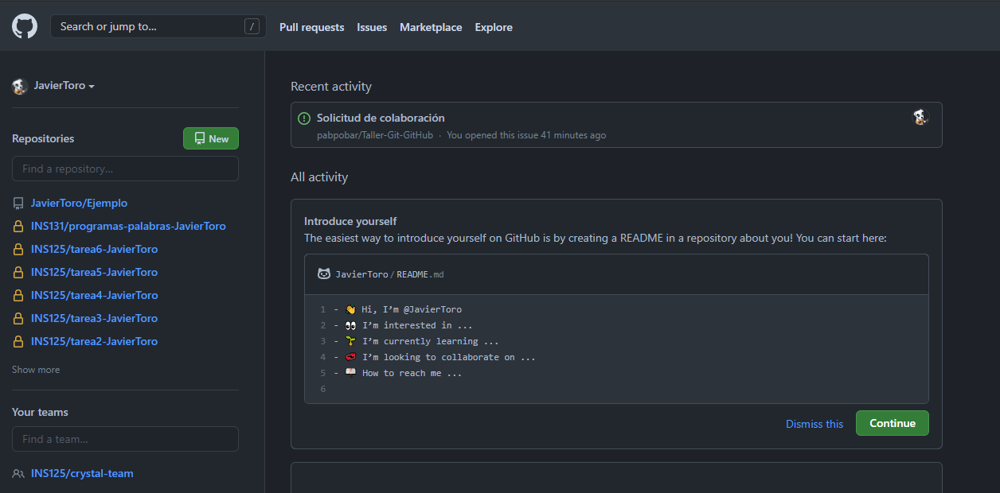 Search or jump to... /
Pull requests Issues Marketplace Explore
JavierToro
Repositories New
Find a repository...
JavierToro/Ejemplo
INS131/programas-palabras-JavierToro
INS125/tarea6-JavierToro
INS125/tarea5-JavierToro
INS125/tarea4-JavierToro
INS125/tarea3-JavierToro
INS125/tarea2-JavierToro
Show more
Your teams
Find a team...
INS125/crystal-team
Recent activity
Solicitud de colaboración
pabpobar/Taller-Git-GitHub · You opened this issue 41 minutes ago
All activity
Introduce yourself
The easiest way to introduce yourself on GitHub is by creating a README in a repository about you! You can start here:
JavierToro/README.md
1 - 👋 Hi, I’m @JavierToro
2 - 👀 I’m interested in ...
3 - 🌱 I’m currently learning ...
4 - 💞️ I’m looking to collaborate on ...
5 - 📫 How to reach me ...
6
Dismiss this Continue